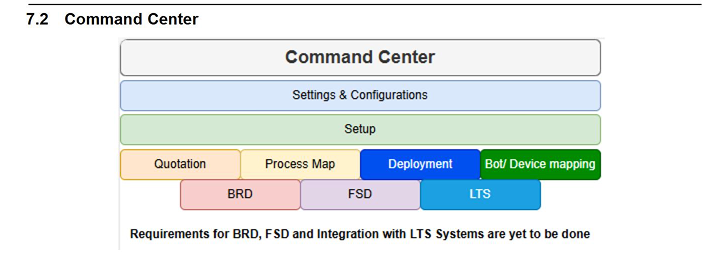 7.2 Command Center
Command Center
Settings & Configurations
Setup
Quotation Process Map Deployment Bot/ Device mapping
BRD FSD LTS
Requirements for BRD, FSD and Integration with LTS Systems are yet to be done